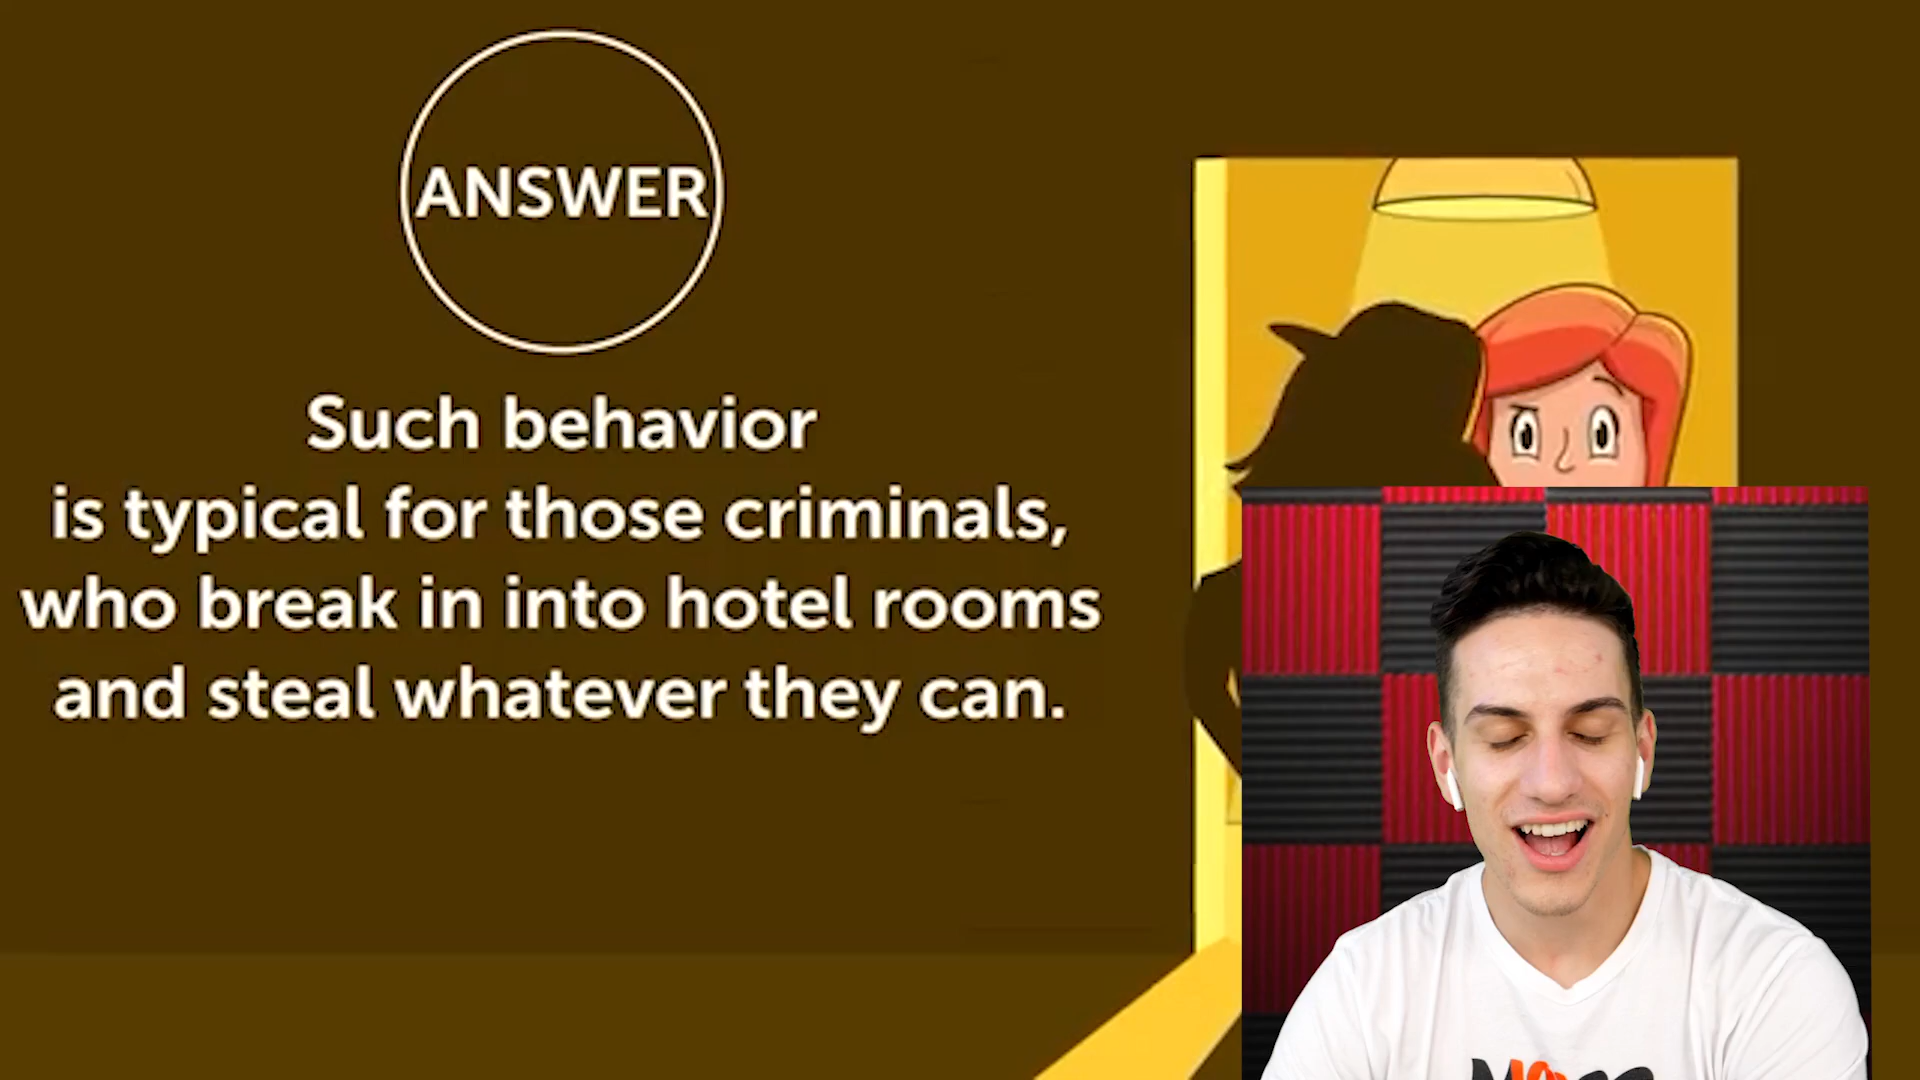 ANSWER
Such behavior
is typical for those criminals,
who break in into hotel rooms
and steal whatever they can.